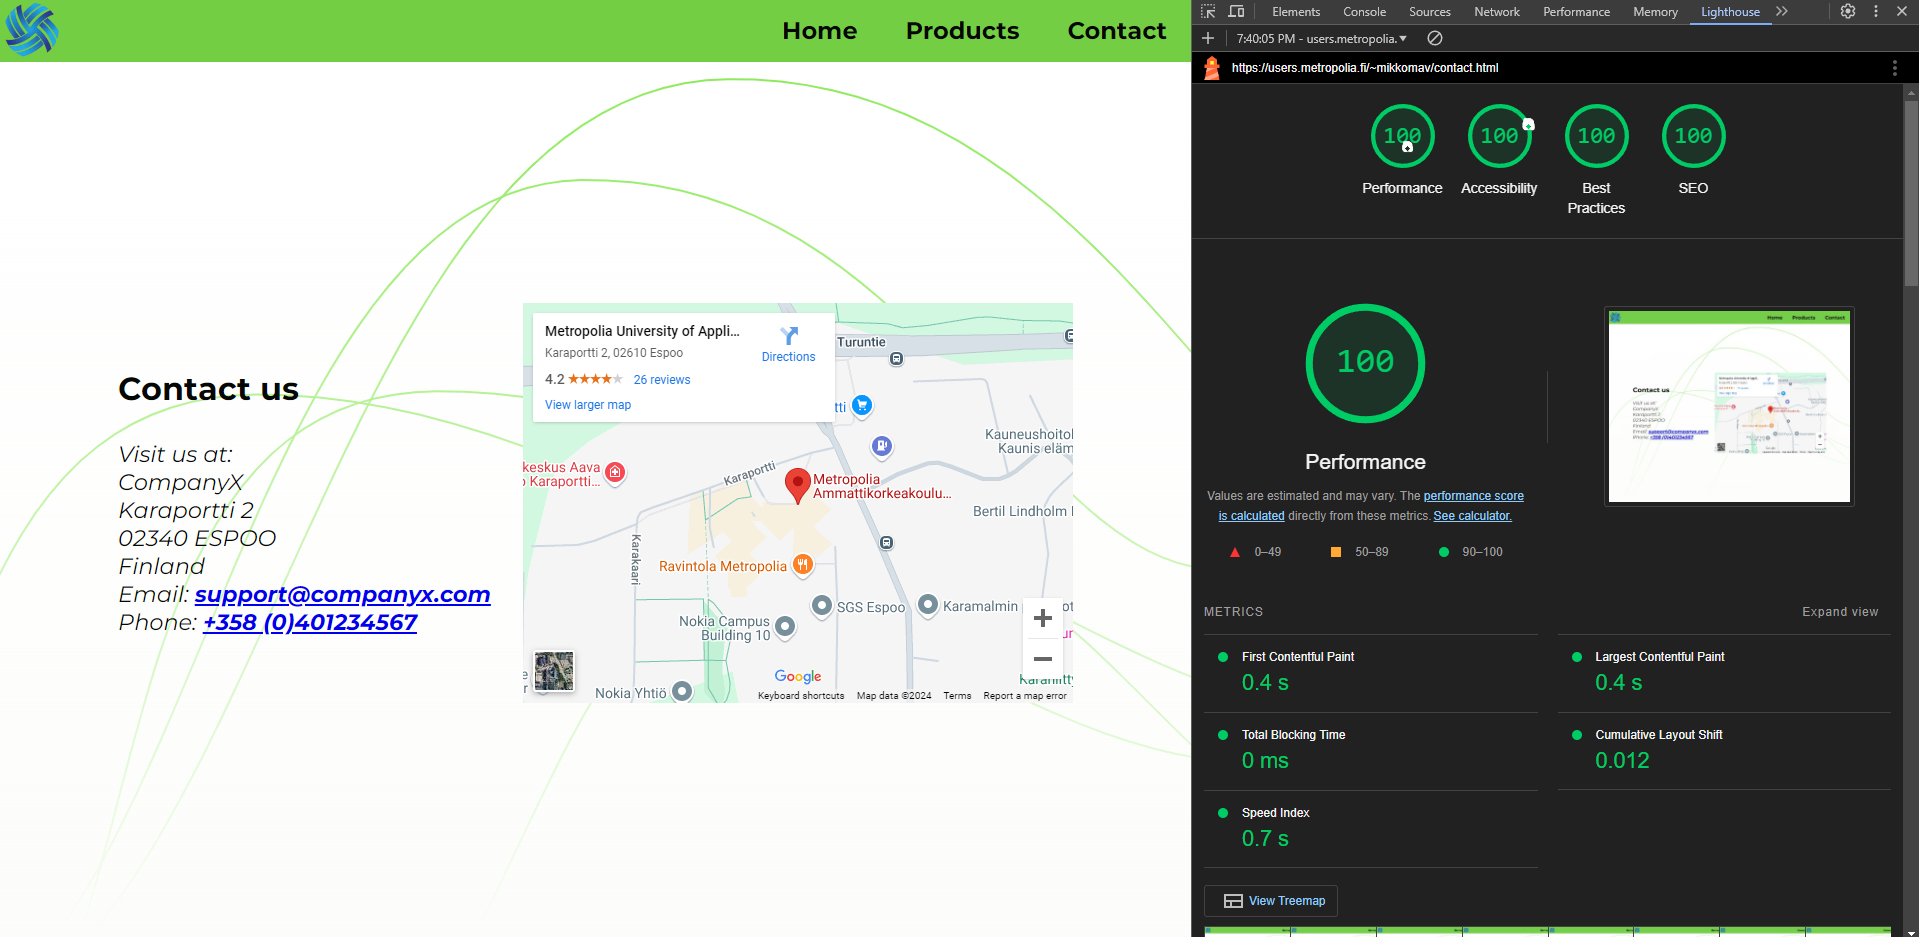 Home Products Contact
Contact us
Visit us at:
CompanyX
Karaportti 2
02340 ESPOO
Finland
Email: support@companyx.com
Phone: +358 (0)401234567
Metropolia University of Appli...
Karaportti 2, 02610 Espoo
4.2
26 reviews
View larger map
Directions
Turuntie
tti
Kauneushoitol
Kaunis eläm
keskus Aava
o Karaportti...
Karaportti
Metropolia
Ammattikorkeakoulu...
Bertil Lindholm
Karakaari
Ravintola Metropolia
SGS Espoo
Karamalmin
Nokia Campus
Building 10
Nokia Yhtiö
Google
Keyboard shortcuts
Map data ©2024
Terms
Report a map error
Elements Console Sources Network Performance Memory Lighthouse
7:40:05 PM - users.metropolia.
https://users.metropolia.fi/~mikkomav/contact.html
100 100 100 100
Performance
Accessibility
Best
Practices
SEO
100
Performance
Values are estimated and may vary. The performance score
is calculated directly from these metrics. See calculator.
0–49
50–89
90–100
METRICS
Expand view
First Contentful Paint
0.4 s
Largest Contentful Paint
0.4 s
Total Blocking Time
0 ms
Cumulative Layout Shift
0.012
Speed Index
0.7 s
View Treemap
Home Products Contact
Contact us